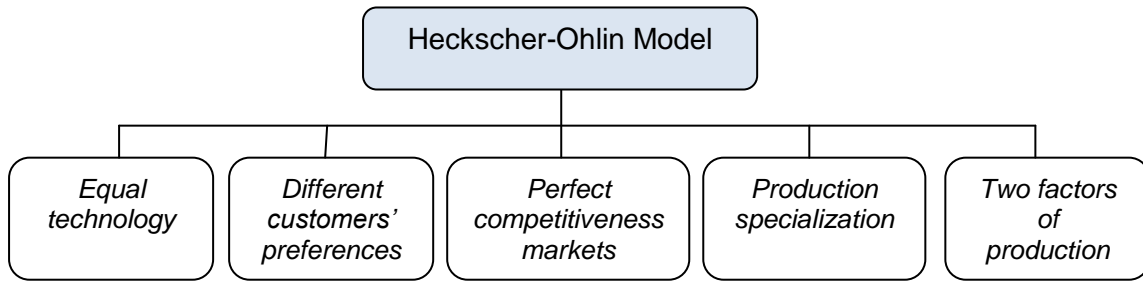 Heckscher-Ohlin Model
Equal
technology
Different
customers’
preferences
Perfect
competitiveness
markets
Production
specialization
Two factors
of
production